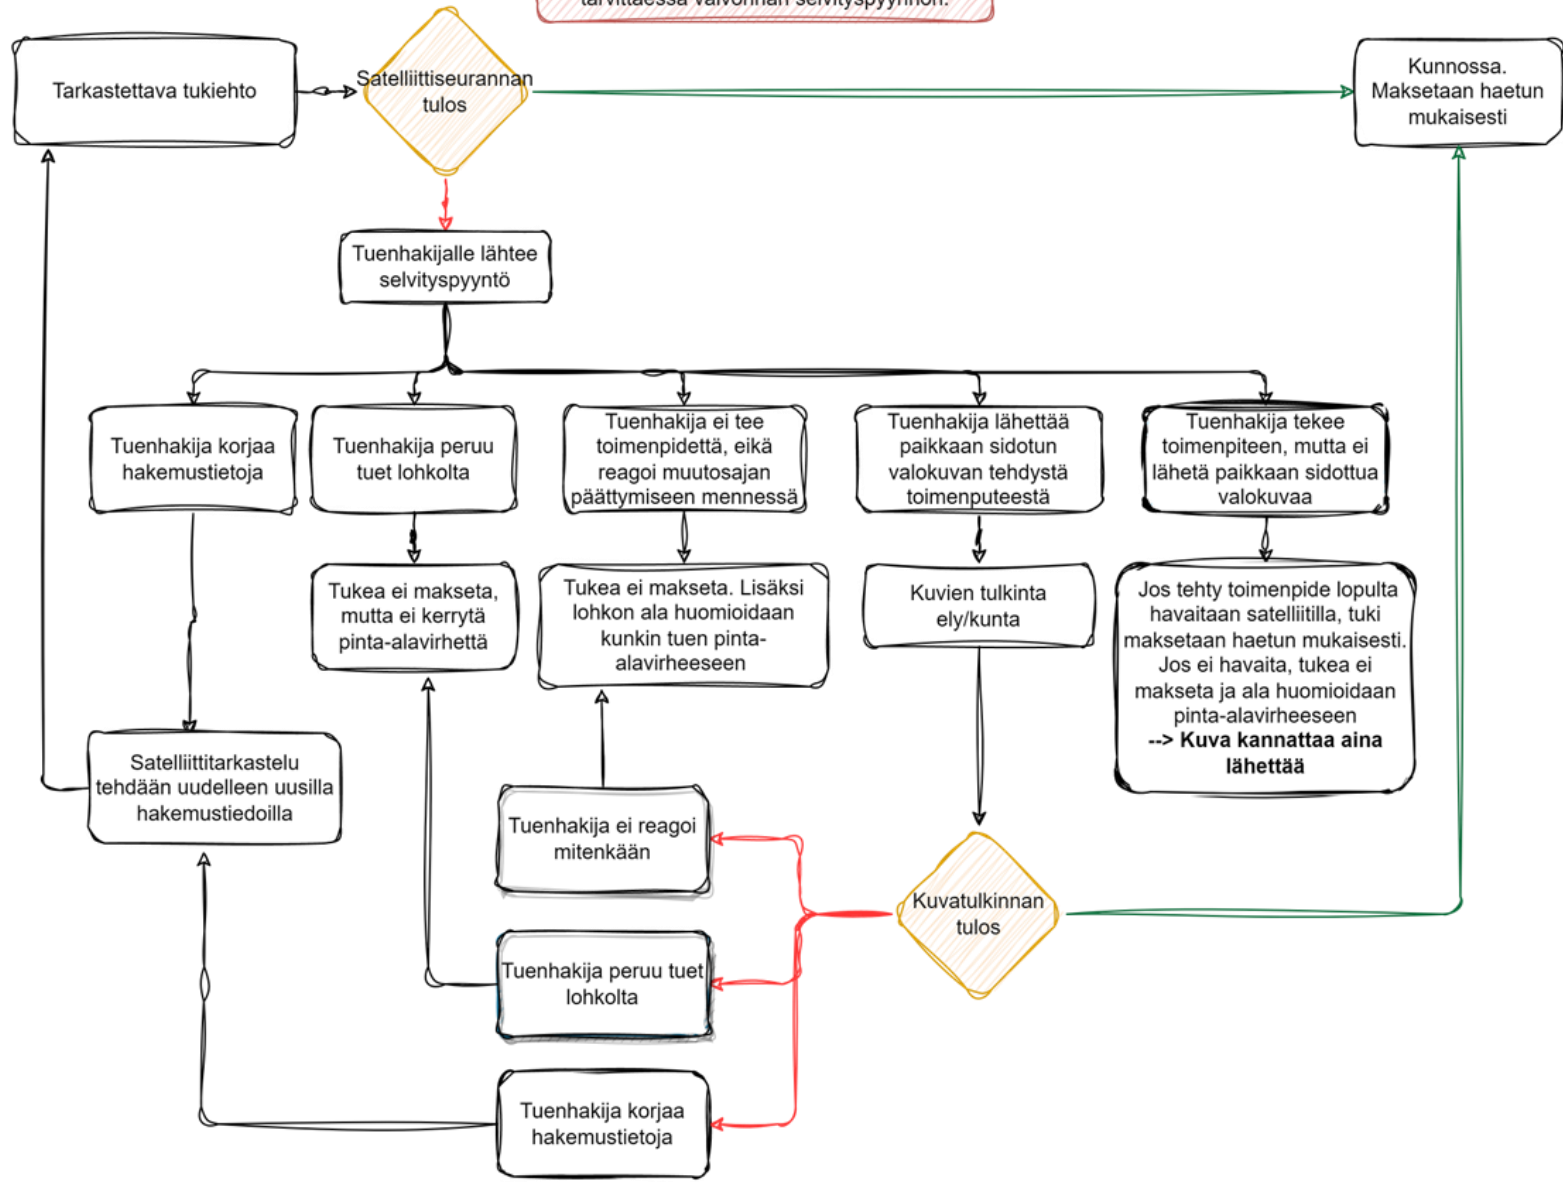 tarvittaessa valvonnan selvityspyynnön.
Tarkastettava tukiehto
Satelliittiseurannan
tulos
Kunnossa.
Maksetaan haetun
mukaisesti
Tuenhakijalle lähtee
selvityspyyntö
Tuenhakija korjaa
hakemustietoja
Tuenhakija peruu
tuet lohkolta
Tuenhakija ei tee
toimenpidettä, eikä
reagoi muutosajan
päättymiseen mennessä
Tuenhakija lähettää
paikkaan sidotun
valokuvan tehdystä
toimenputeestä
Tuenhakija tekee
toimenpiteen, mutta ei
lähetä paikkaan sidottua
valokuvaa
Tukea ei makseta,
mutta ei kerrytä
pinta-alavirhettä
Tukea ei makseta. Lisäksi
lohkon ala huomioidaan
kunkin tuen pinta-
alavirheeseen
Kuvien tulkinta
ely/kunta
Jos tehty toimenpide lopulta
havaitaan satelliitilla, tuki
maksetaan haetun mukaisesti.
Jos ei havaita, tukea ei
makseta ja ala huomioidaan
pinta-alavirheeseen
--> Kuva kannattaa aina
lähettää
Satelliittitarkastelu
tehdään uudelleen uusilla
hakemustiedoilla
Tuenhakija ei reagoi
mitenkään
Kuvatulkinnan
tulos
Tuenhakija peruu tuet
lohkolta
Tuenhakija korjaa
hakemustietoja